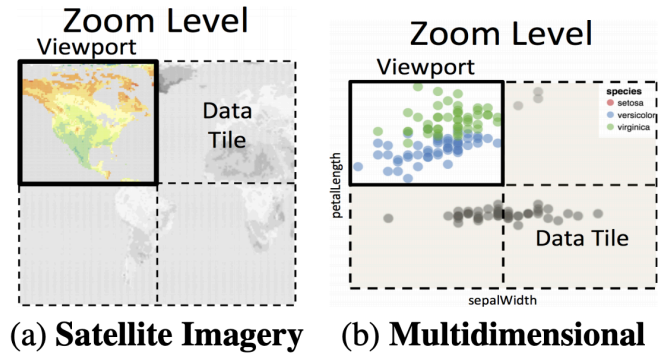 Zoom Level
Viewport
Data
Tile
(a) Satellite Imagery
Zoom Level
Viewport
species
setosa
versicolor
virginica
petalLength
Data Tile
sepalWidth
(b) Multidimensional